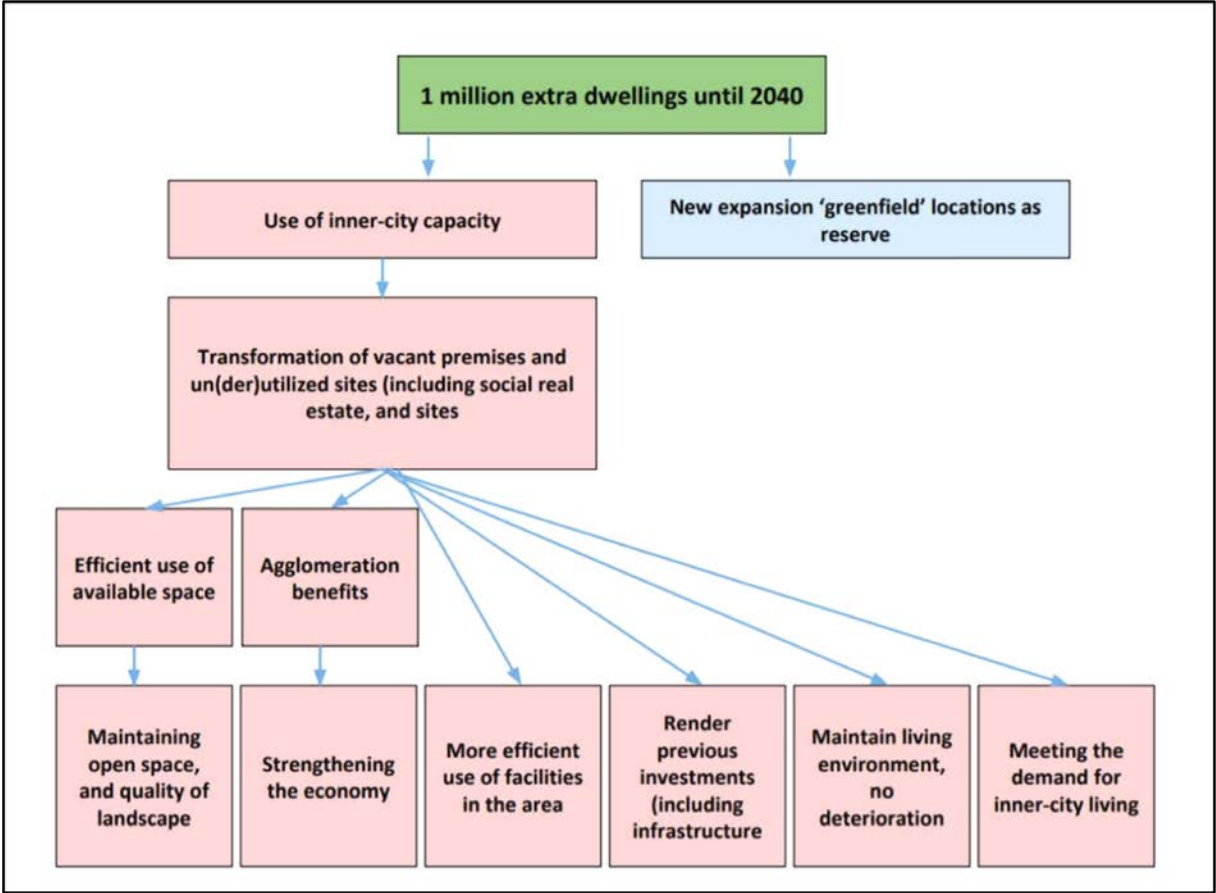 1 million extra dwellings until 2040
Use of inner-city capacity
New expansion ‘greenfield’ locations as
reserve
Transformation of vacant premises and
un(der)utilized sites (including social real
estate, and sites
Efficient use of
available space
Agglomeration
benefits
Maintaining
open space,
and quality of
landscape
Strengthening
the economy
More efficient
use of facilities
in the area
Render
previous
investments
(including
infrastructure
Maintain living
environment,
no
deterioration
Meeting the
demand for
inner-city living